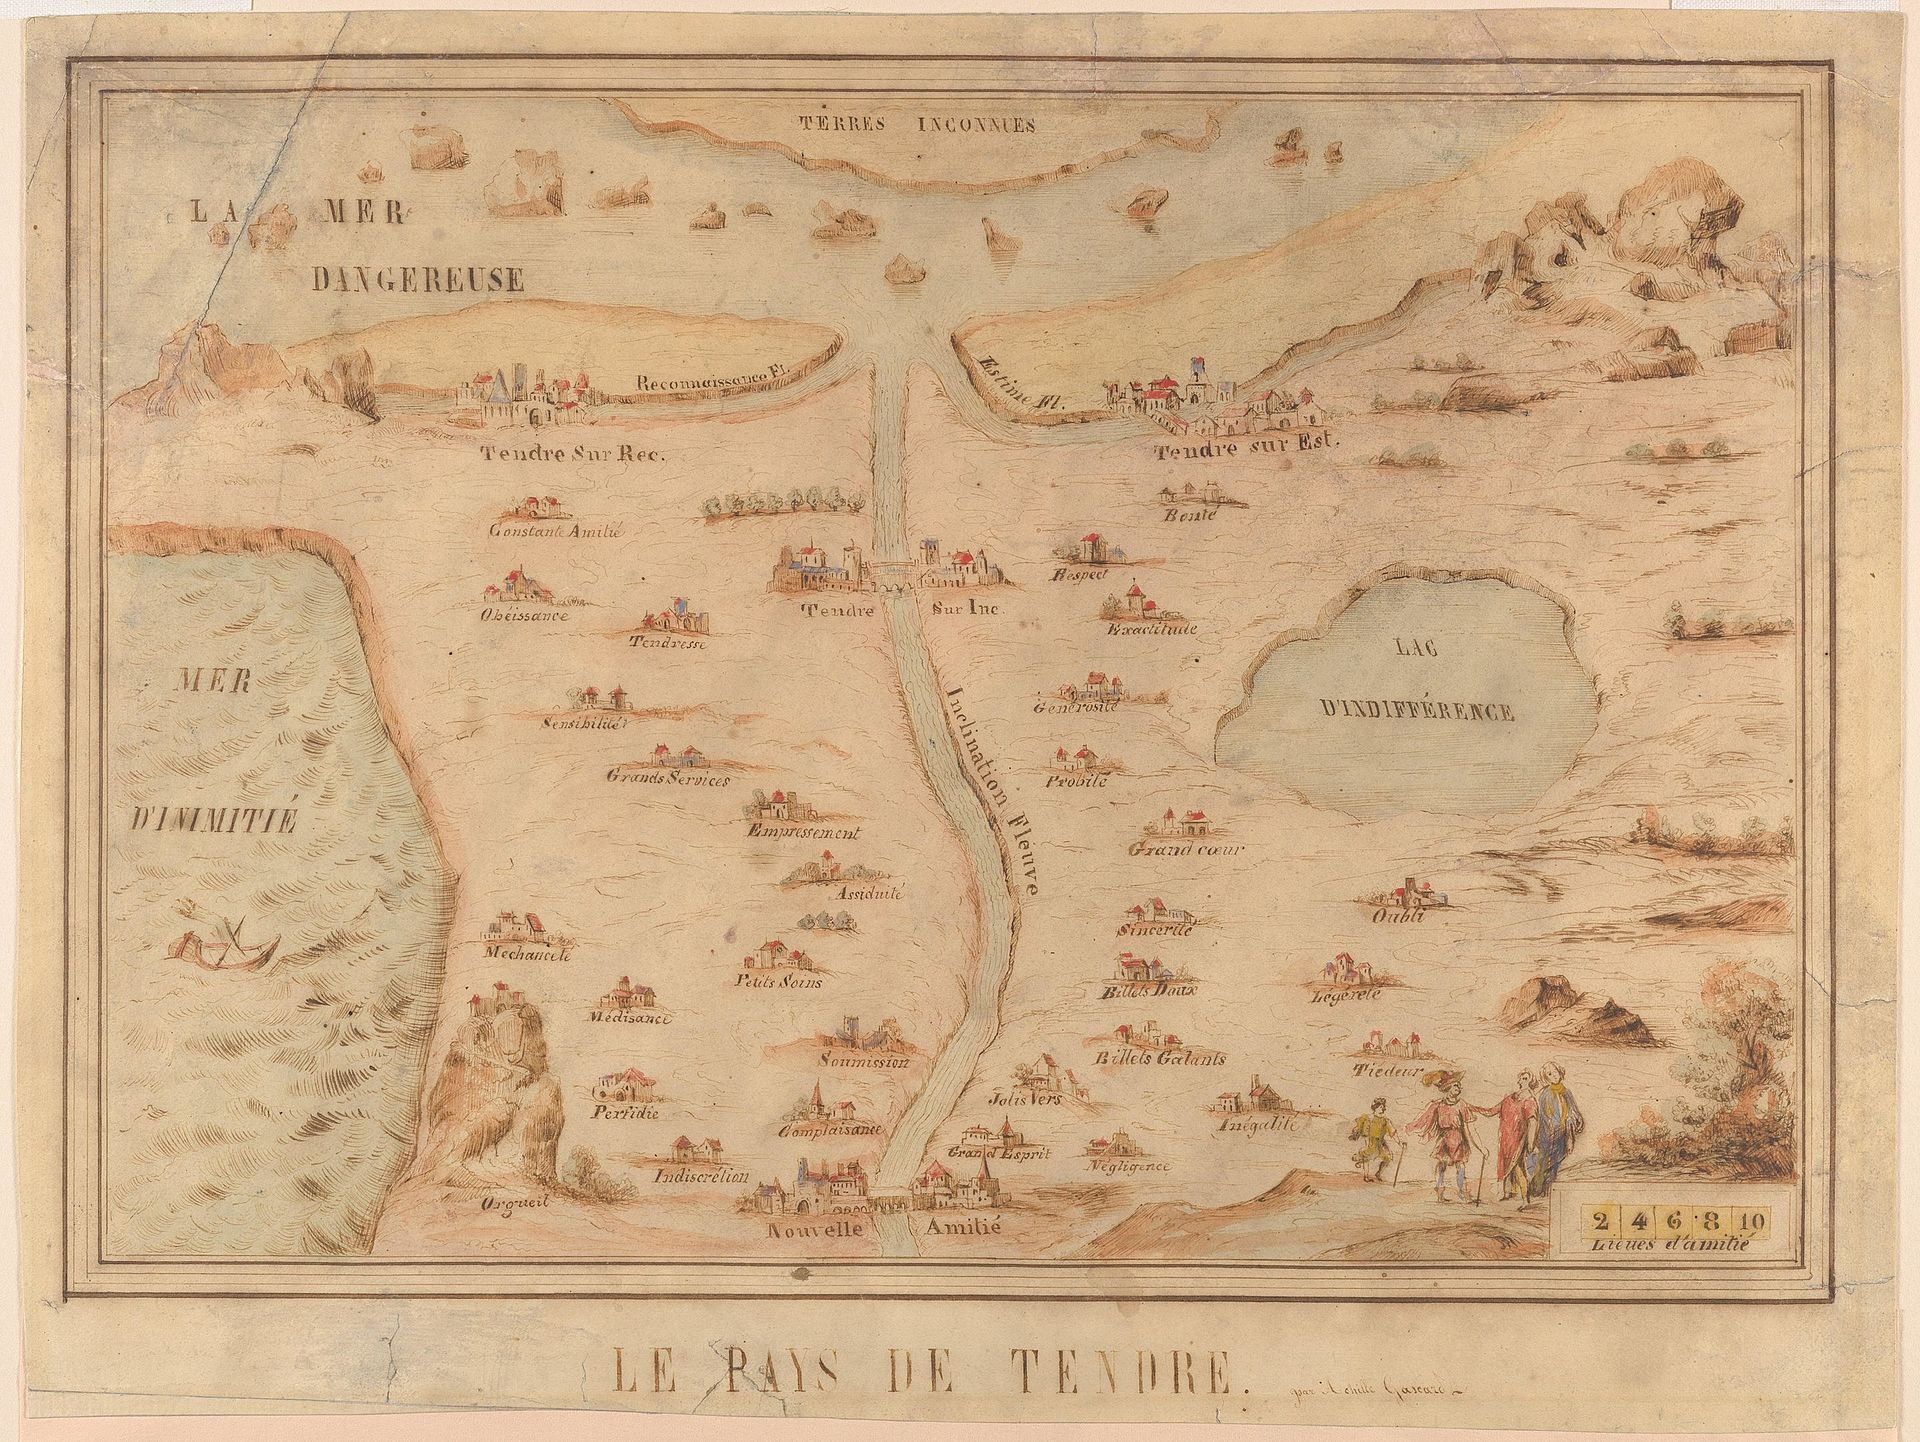 TERRES INCONNUES
LA MER
DANGEREUSE
Reconnaissance Fl.
Estime Fl.
Tendre Sur Rec.
Tendre sur Est.
Bonté
Constante Amitié
Respect
Obéissance
Tendre Sur Inc.
Exactitude
Tendresse
LAC
D'INDIFFÉRENCE
MER
D'INIMITIÉ
Sensibilité
Inclination Fleuve
Générosité
Grands Services
Probité
Empressement
Grand cœur
Assiduité
Oubli
Mechanceté
Sincérité
Petits Soins
Billets Doux
Légéreté
Médisance
Soumission
Billets Galants
Tiedeur
Perfidie
Jolis Vers
Complaisance
Inégalité
Grand Esprit
Négligence
Indiscrétion
Orgueil
Nouvelle Amitié
2 4 6 8 10
Lieues d'amitié
LE PAYS DE TENDRE.
par Achille Gascard